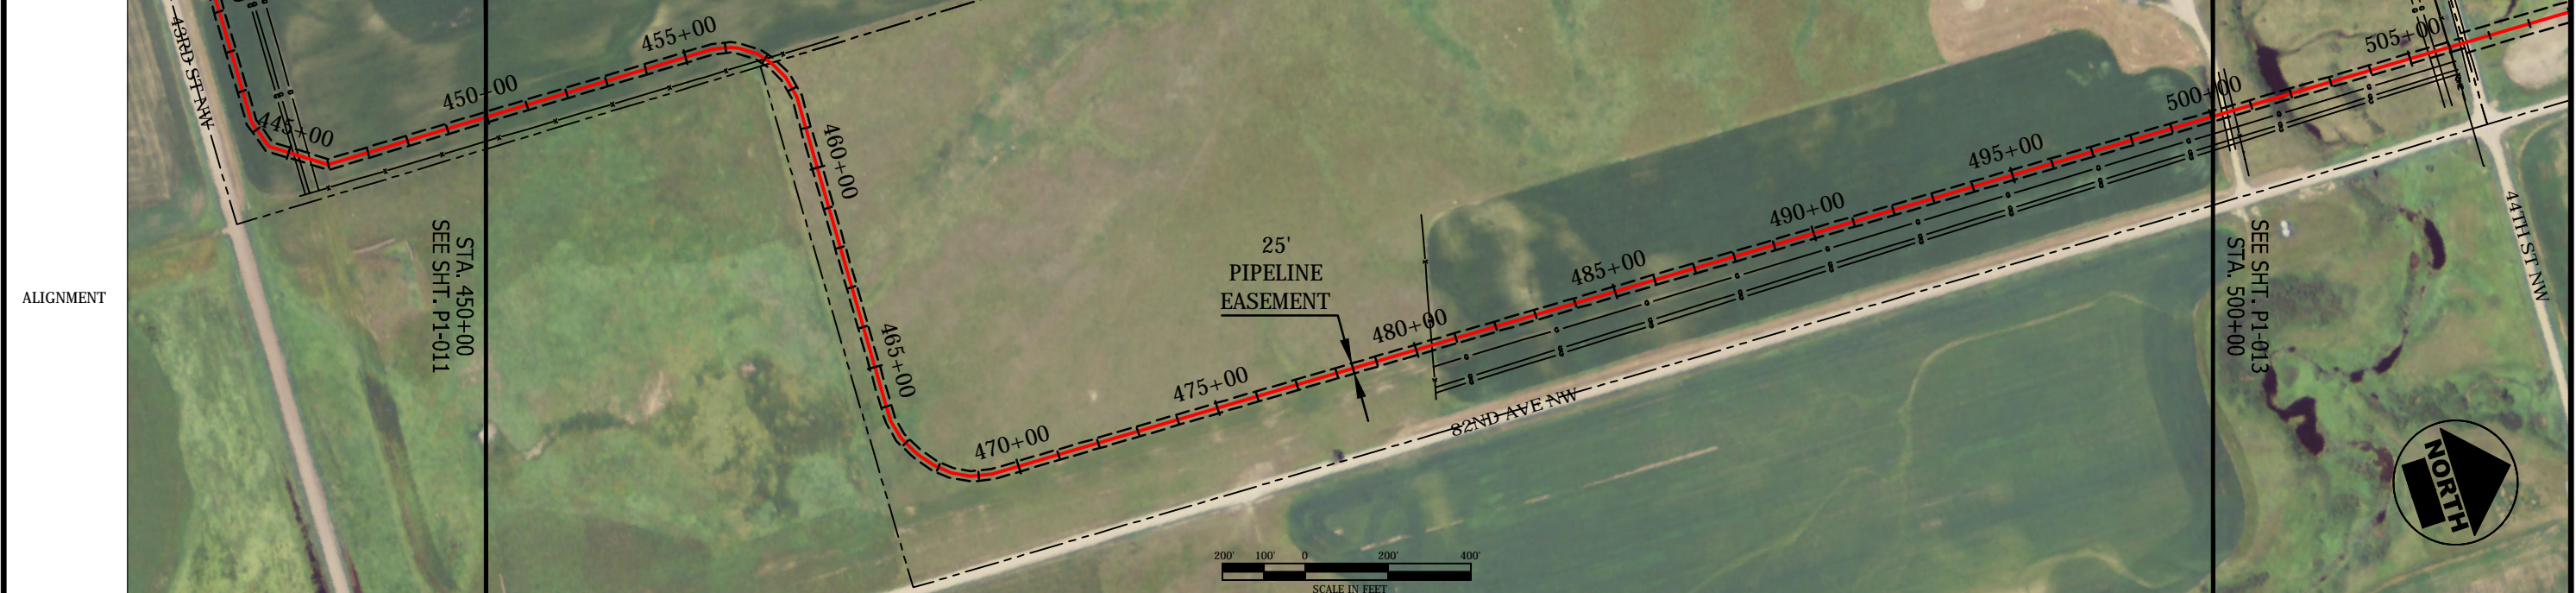 ALIGNMENT
43RD ST NW
445+00
450+00
455+00
460+00
465+00
470+00
475+00
480+00
485+00
490+00
495+00
500+00
505+00
STA. 450+00
SEE SHT. P1-011
25'
PIPELINE
EASEMENT
82ND AVE NW
SEE SHT. P1-013
STA. 500+00
44TH ST NW
NORTH
200' 100' 0 200' 400'
SCALE IN FEET